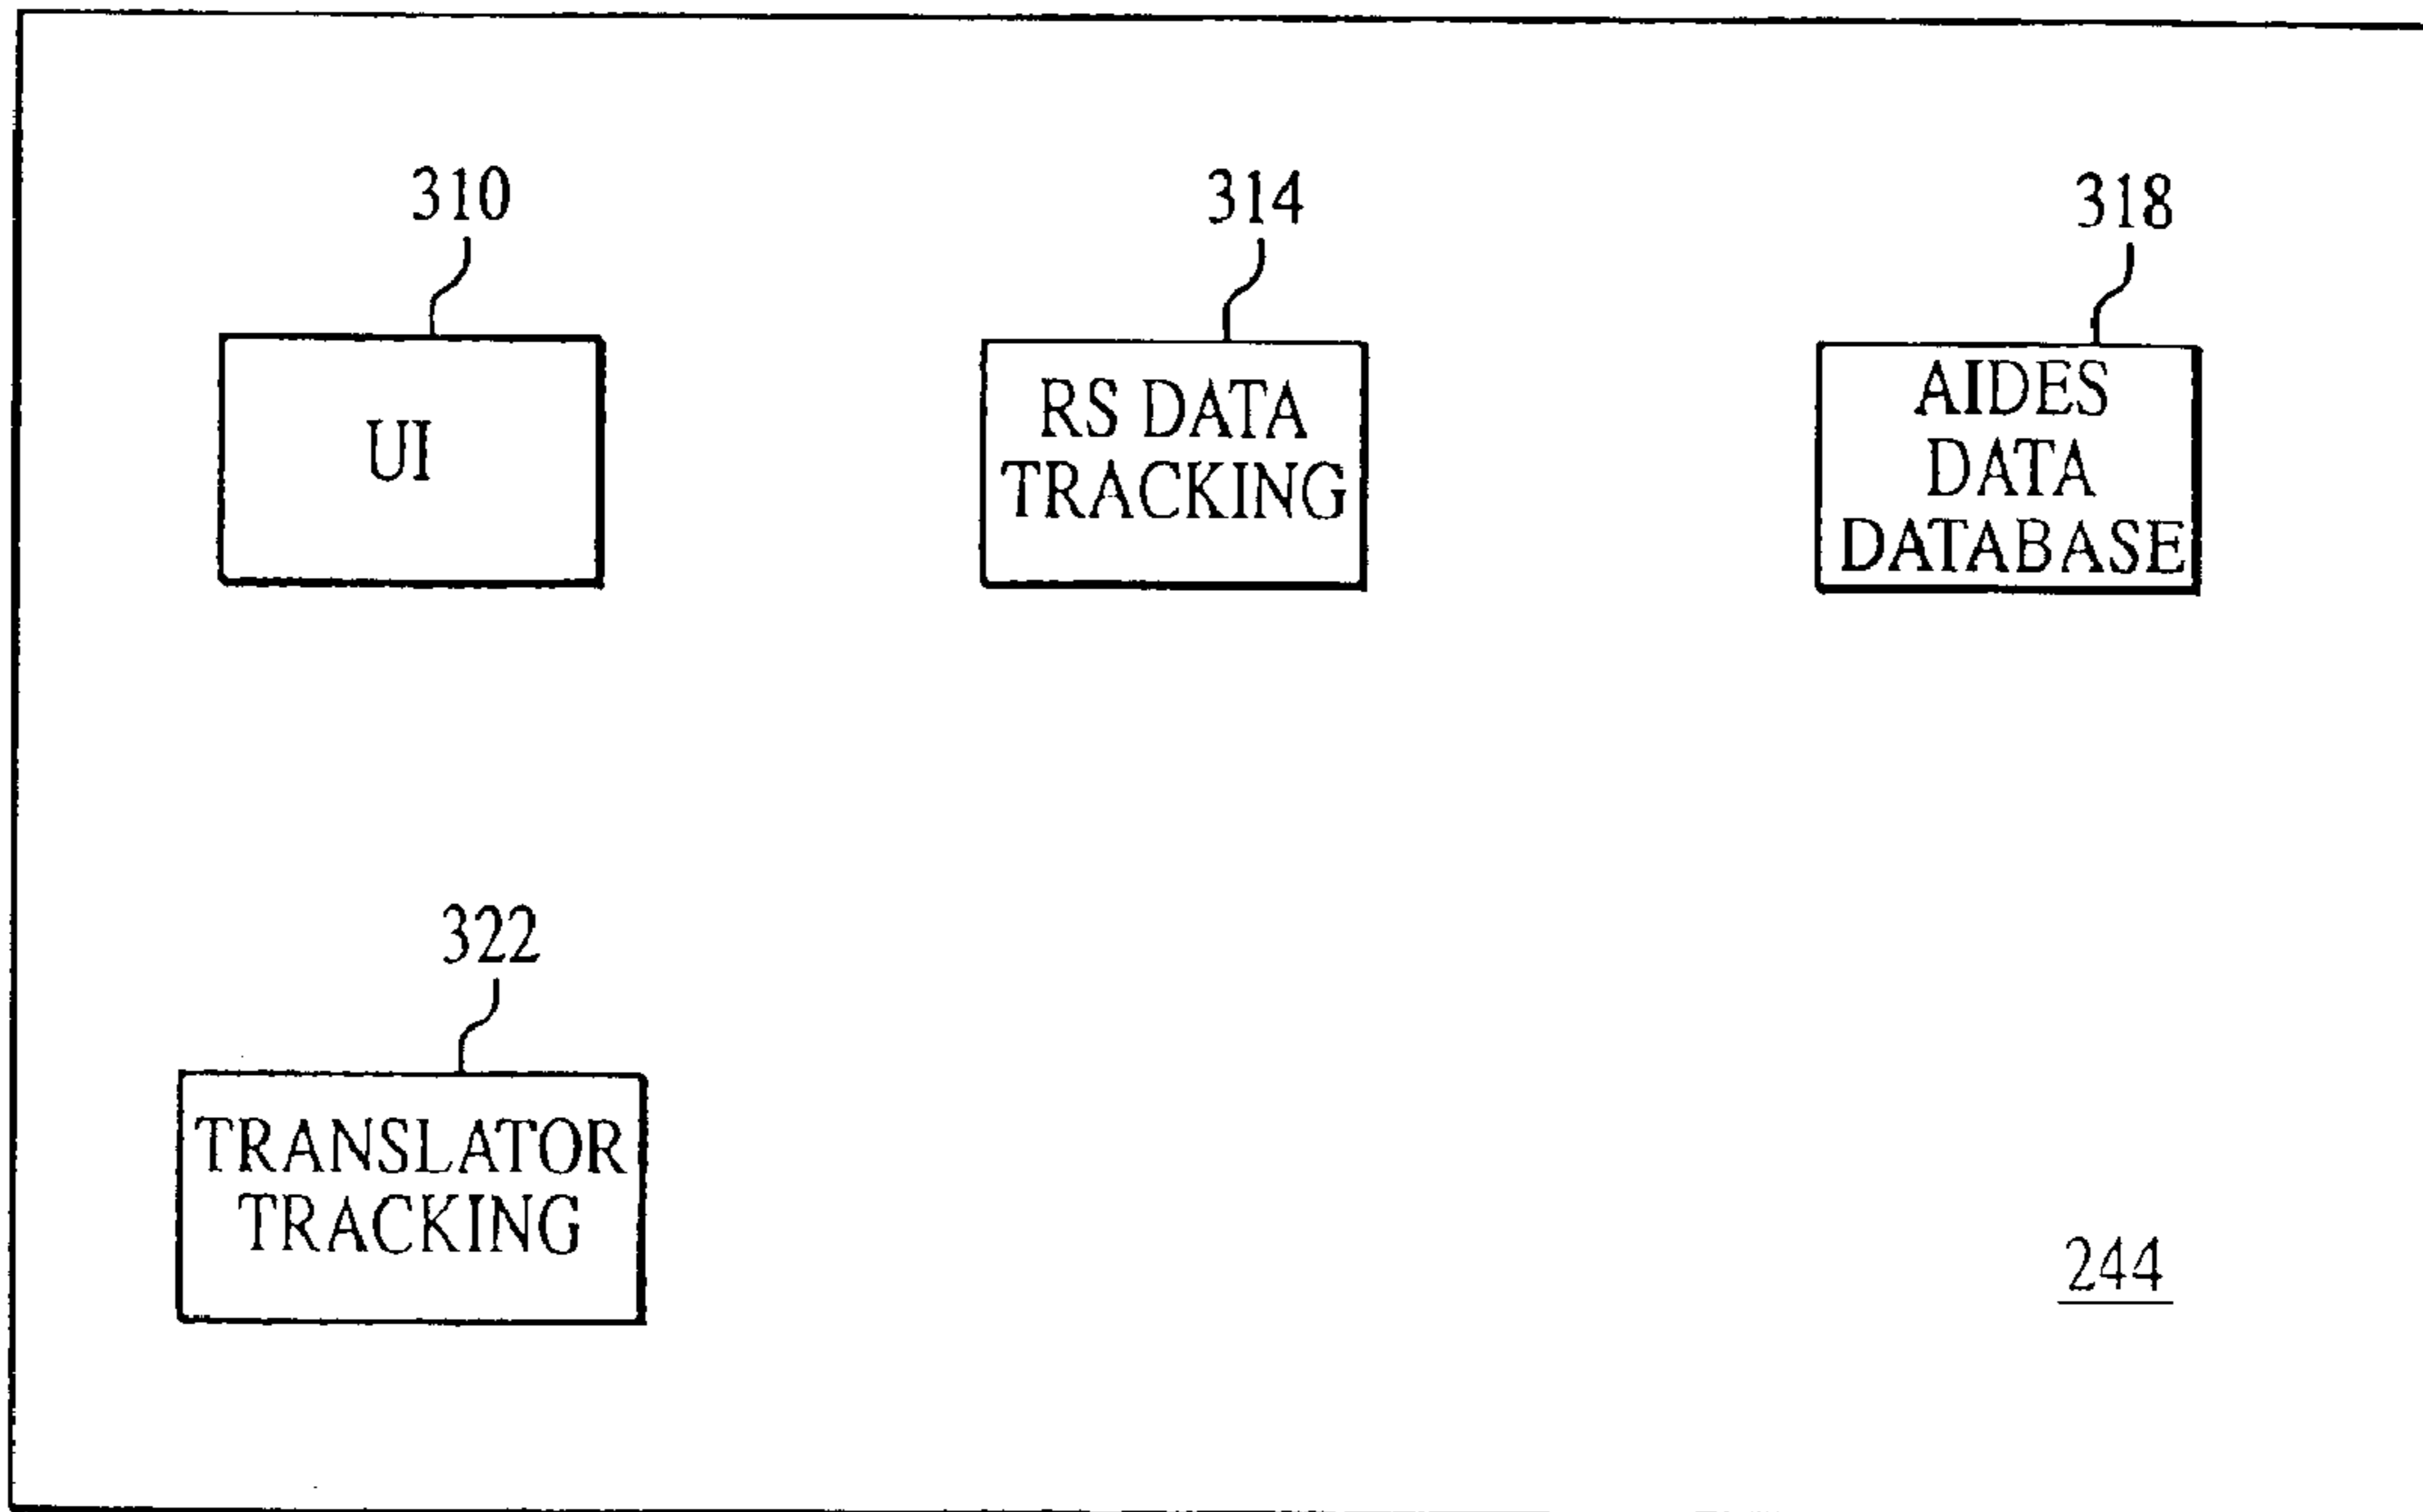 310
314
318
UI
RS DATA
TRACKING
AIDES
DATA
DATABASE
322
TRANSLATOR
TRACKING
244